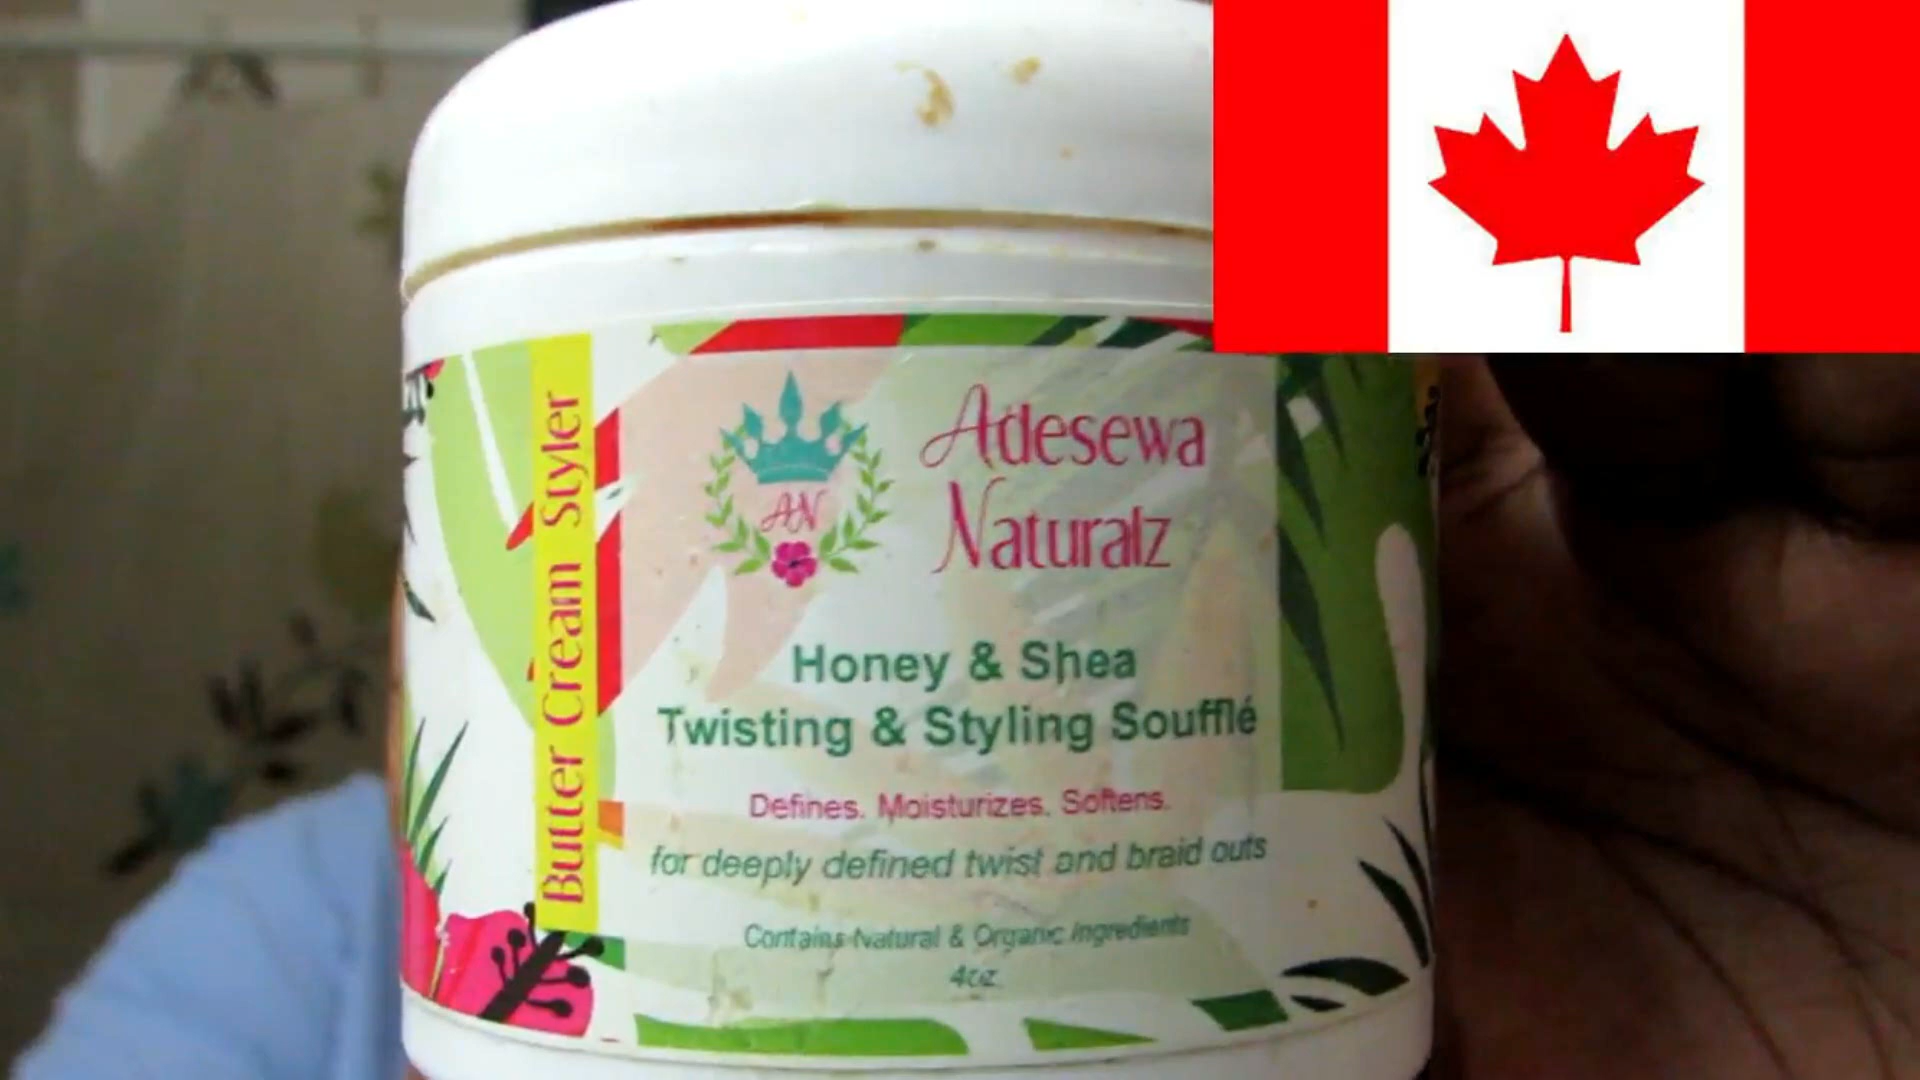 Butter Cream Styler
AN
Adesewa
Naturalz
Honey & Shea
Twisting & Styling Soufflé
Defines. Moisturizes. Softens.
for deeply defined twist and braid outs
Contains Natural & Organic Ingredients
4oz.